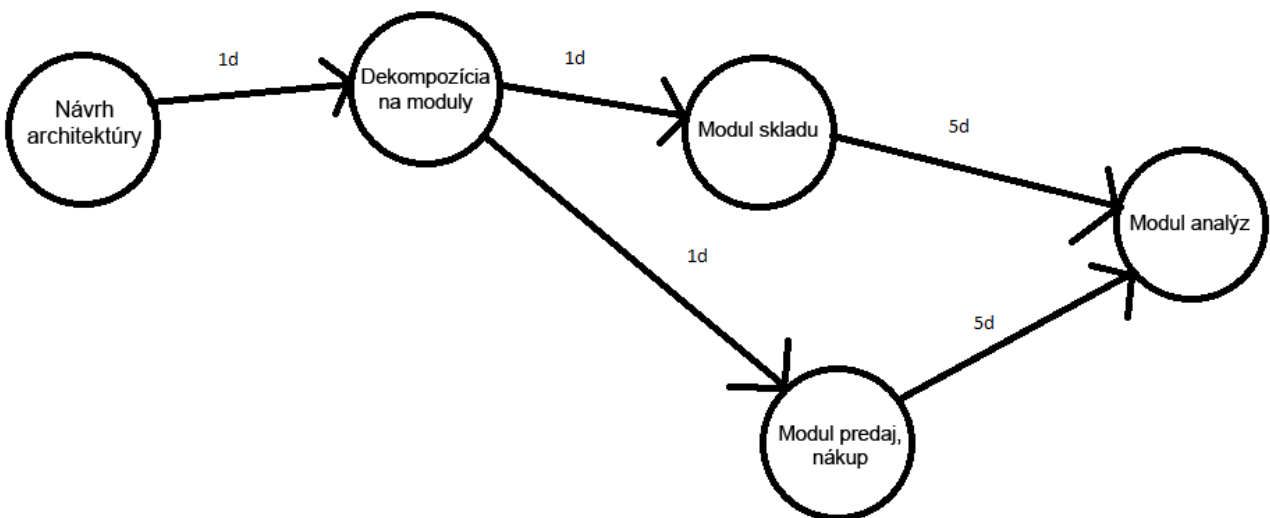 1d
Návrh
architektúry
Dekompozícia
na moduly
1d
Modul skladu
5d
Modul analýz
1d
5d
Modul predaj,
nákup